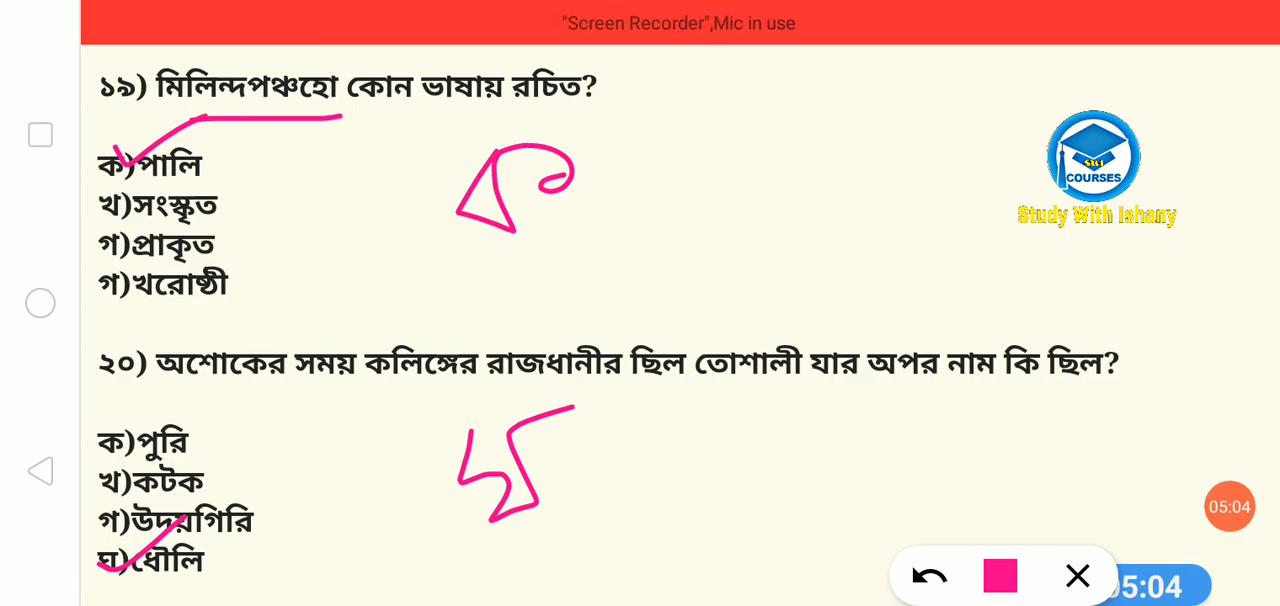 "Screen Recorder",Mic in use
১৯) মিলিন্দপঞ্চহো কোন ভাষায় রচিত?
ক)পালি
খ)সংস্কৃত
গ)প্রাকৃত
গ)খরোষ্ঠী
ক
COURSES
Study With Ishany
২০) অশোকের সময় কলিঙ্গের রাজধানীর ছিল তোশালী যার অপর নাম কি ছিল?
ক)পুরি
খ)কটক
গ)উদয়গিরি
ঘ)ধৌলি
ঘ
05:04
05:04